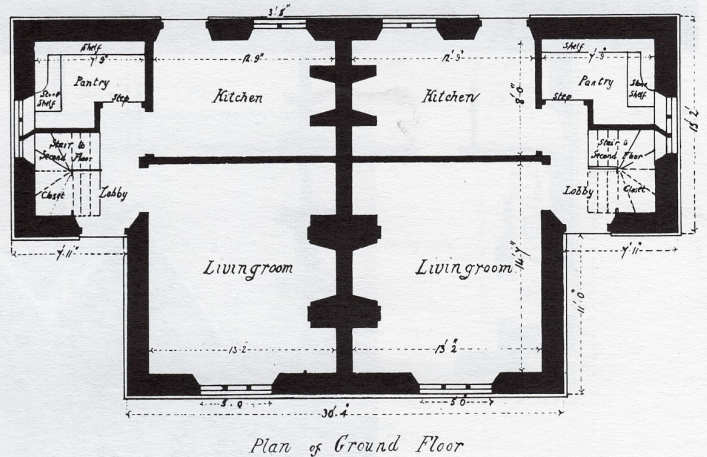 3'8"
Shelf
7'9"
12'9"
12'9"
Shelf
7'9"
Pantry
Stone
Shelf
Step
Kitchen
Kitchen
8'0"
Step
Pantry
Stone
Shelf
13'2"
Stair to
Second Floor
Closet
Lobby
Stair to
Second Floor
Lobby
Closet
Livingroom
Livingroom
14'7"
7'11"
7'11"
11'0"
13'2
13'2"
5'0
5'0"
30'4"
Plan of Ground Floor